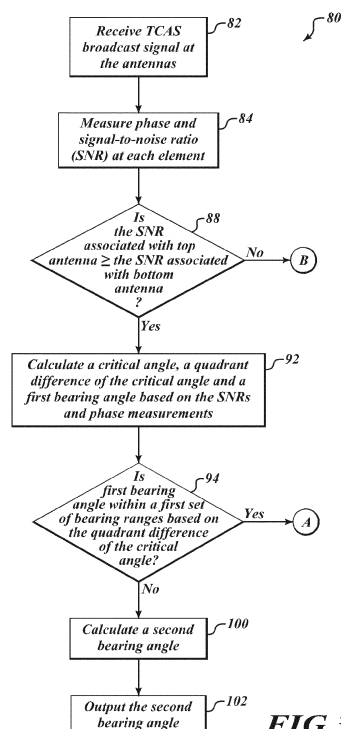 80
Receive TCAS
broadcast signal at
the antennas
82
Measure phase and
signal-to-noise ratio
(SNR) at each element
84
Is
the SNR
associated with top
antenna ≥ the SNR associated
with bottom
antenna
?
88
No
B
Yes
Calculate a critical angle, a quadrant
difference of the critical angle and a
first bearing angle based on the SNRs
and phase measurements
92
Is
first bearing
angle within a first set
of bearing ranges based on
the quadrant difference
of the critical
angle?
94
Yes
A
No
Calculate a second
bearing angle
100
Output the second
bearing angle
102
FIG